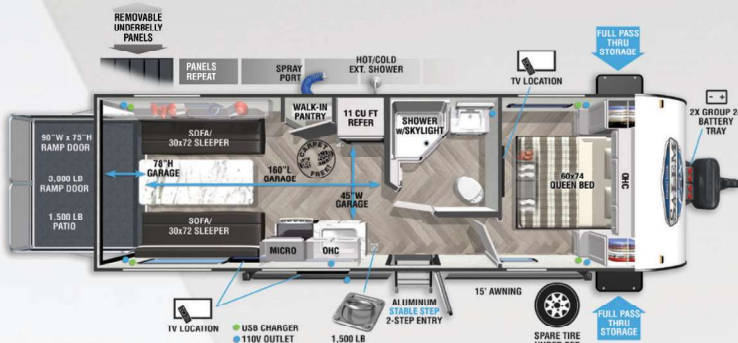 REMOVABLE
UNDERBELLY
PANELS
PANELS
REPEAT
SPRAY
PORT
HOT/COLD
EXT. SHOWER
TV LOCATION
FULL PASS
THRU
STORAGE
2X GROUP 2
BATTERY
TRAY
90"W x 75"H
RAMP DOOR
3,000 LB
RAMP DOOR
1,500 LB
PATIO
SOFA/
30x72 SLEEPER
78"H
GARAGE
160"L
GARAGE
SOFA/
30x72 SLEEPER
WALK-IN
PANTRY
11 CU FT
REFER
CARPET
FREE!
45"W
GARAGE
MICRO
OHC
SHOWER
w/SKYLIGHT
60x74
QUEEN BED
OHC
TV LOCATION
USB CHARGER
110V OUTLET
1,500 LB
ALUMINUM
STABLE STEP
2-STEP ENTRY
15' AWNING
SPARE TIRE
FULL PASS
THRU
STORAGE